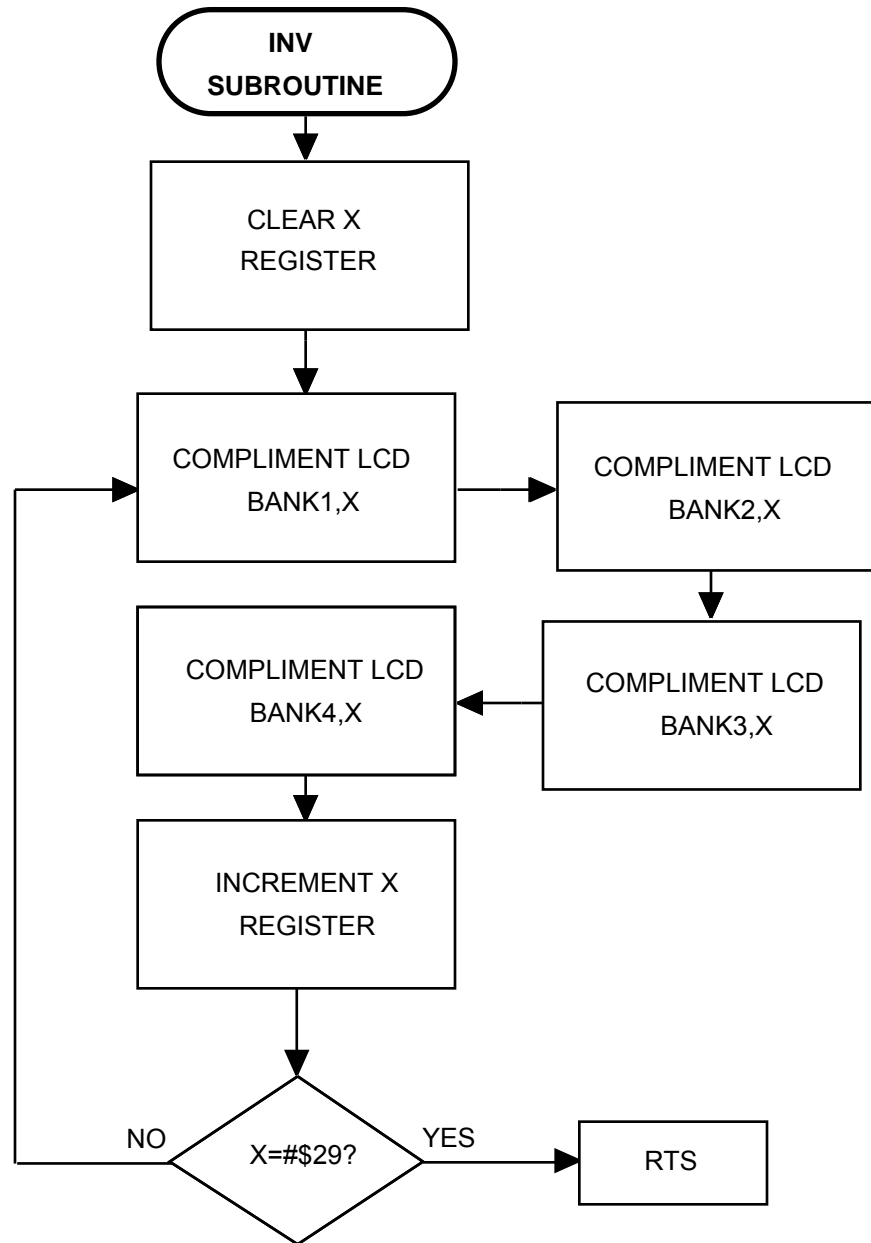 INV
SUBROUTINE
CLEAR X
REGISTER
COMPLIMENT LCD
BANK1,X
COMPLIMENT LCD
BANK2,X
COMPLIMENT LCD
BANK3,X
COMPLIMENT LCD
BANK4,X
INCREMENT X
REGISTER
X=#$29?
NO
YES
RTS